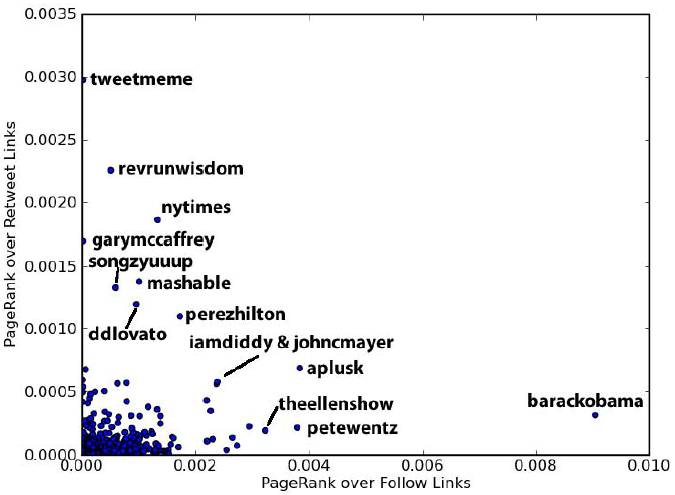 0.0035
tweetmeme
0.0030
0.0025
revrunwisdom
0.0020
nytimes
garymccaffrey
songzyuuup
0.0015
mashable
perezhilton
ddlovato
0.0010
iamdiddy & johncmayer
aplusk
0.0005
theellenshow
barackobama
petewentz
0.0000
PageRank over Retweet Links
0.000 0.002 0.004 0.006 0.008 0.010
PageRank over Follow Links